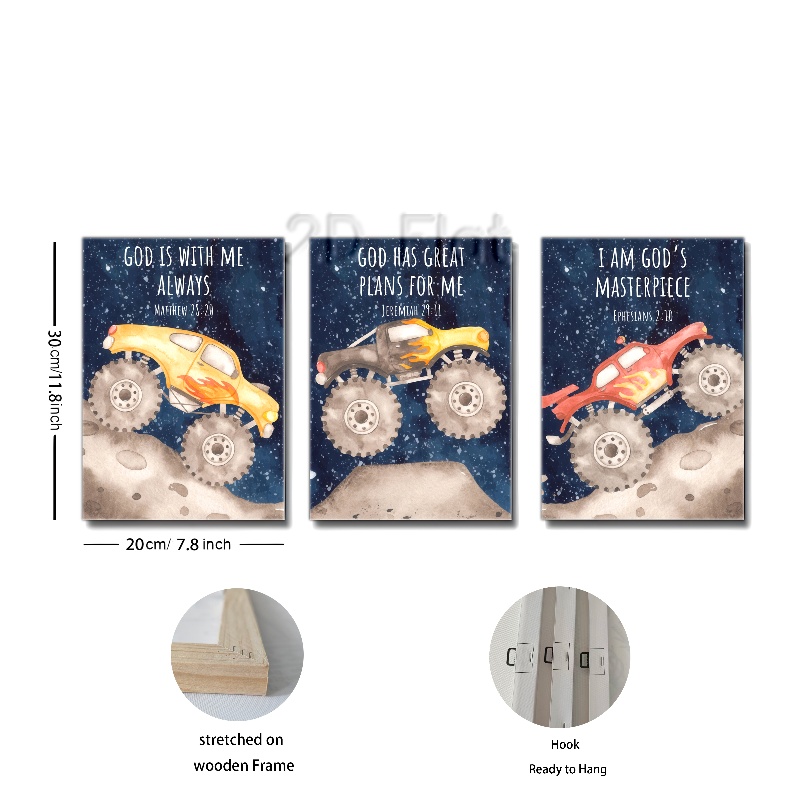 2D Flat
GOD IS WITH ME
ALWAYS
MATTHEW 28:20
GOD HAS GREAT
PLANS FOR ME
JEREMIAH 29:11
I AM GOD'S
MASTERPIECE
EPHESIANS 2:10
30cm/11.8inch
20cm/ 7.8 inch
stretched on
wooden Frame
Hook
Ready to Hang